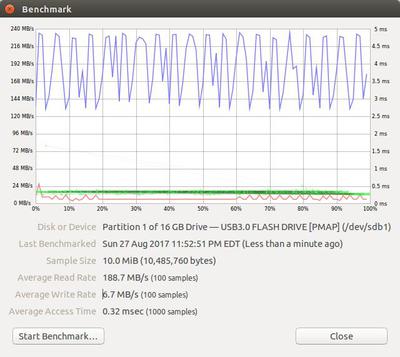 Benchmark
240 MB/s 5 ms
216 MB/s 4.5 ms
192 MB/s 4 ms
168 MB/s 3.5 ms
144 MB/s 3 ms
120 MB/s 2.5 ms
96 MB/s 2 ms
72 MB/s 1.5 ms
48 MB/s 1 ms
24 MB/s 0.5 ms
0 MB/s 0 ms
0% 10% 20% 30% 40% 50% 60% 70% 80% 90% 100%
Disk or Device Partition 1 of 16 GB Drive — USB3.0 FLASH DRIVE [PMAP] (/dev/sdb1)
Last Benchmarked Sun 27 Aug 2017 11:52:51 PM EDT (Less than a minute ago)
Sample Size 10.0 MiB (10,485,760 bytes)
Average Read Rate 188.7 MB/s (100 samples)
Average Write Rate 6.7 MB/s (100 samples)
Average Access Time 0.32 msec (1000 samples)
Start Benchmark... Close